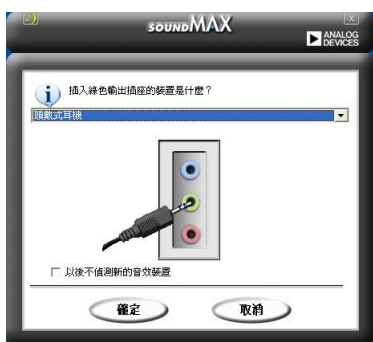 soundMAX
ANALOG
DEVICES
插入綠色輸出插座的裝置是什麼？
頭戴式耳機
以後不偵測新的音效裝置
確定
取消